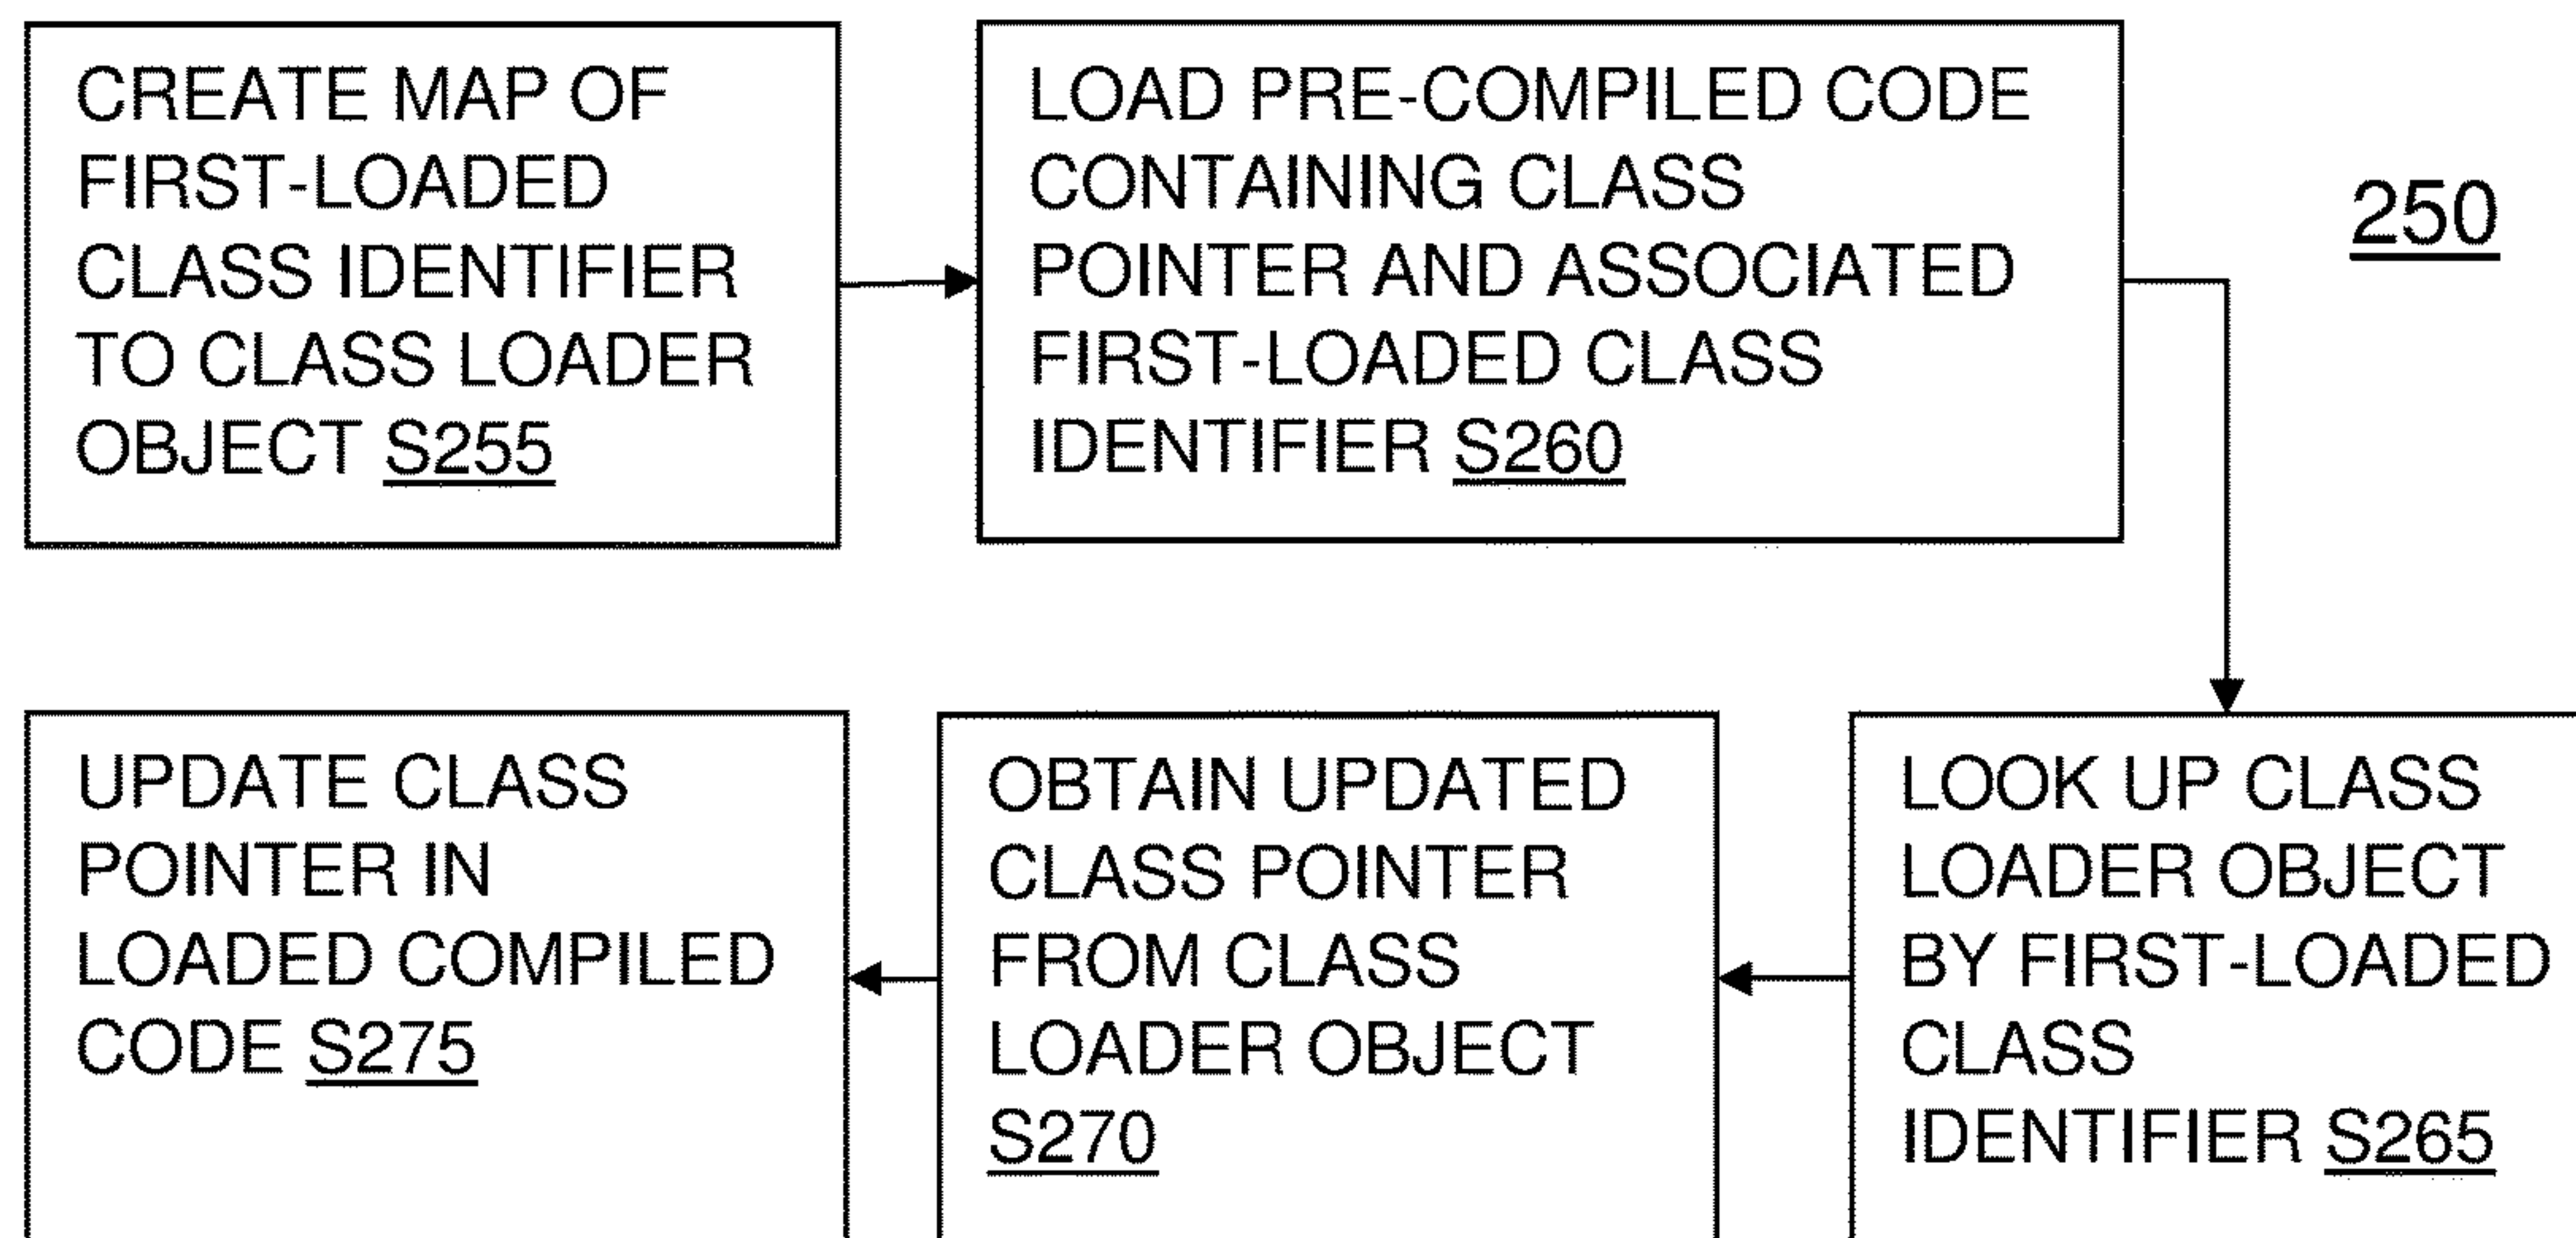 CREATE MAP OF
FIRST-LOADED
CLASS IDENTIFIER
TO CLASS LOADER
OBJECT S255
LOAD PRE-COMPILED CODE
CONTAINING CLASS
POINTER AND ASSOCIATED
FIRST-LOADED CLASS
IDENTIFIER S260
250
LOOK UP CLASS
LOADER OBJECT
BY FIRST-LOADED
CLASS
IDENTIFIER S265
OBTAIN UPDATED
CLASS POINTER
FROM CLASS
LOADER OBJECT
S270
UPDATE CLASS
POINTER IN
LOADED COMPILED
CODE S275